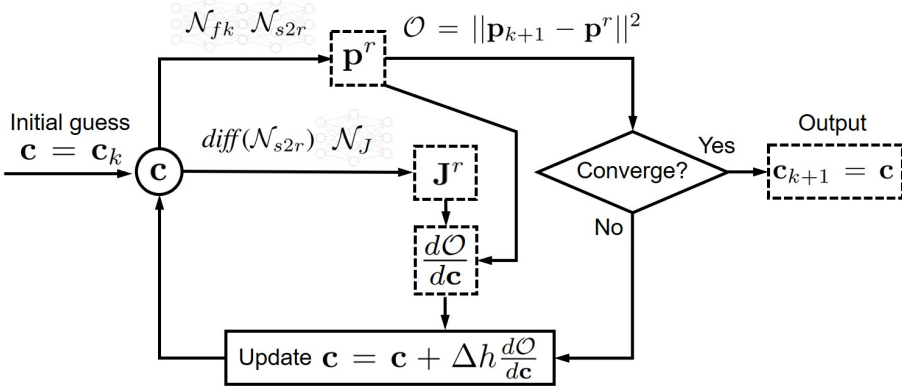 𝒩_{fk} 𝒩_{s2r}
𝒪 = ||𝐩_{k+1} − 𝐩^r||^2
𝐩^r
Initial guess
𝐜 = 𝐜_k
𝐜
diff(𝒩_{s2r}) 𝒩_J
𝐉^r
Converge?
Yes
No
Output
𝐜_{k+1} = 𝐜
d𝒪/d𝐜
Update 𝐜 = 𝐜 + Δh d𝒪/d𝐜